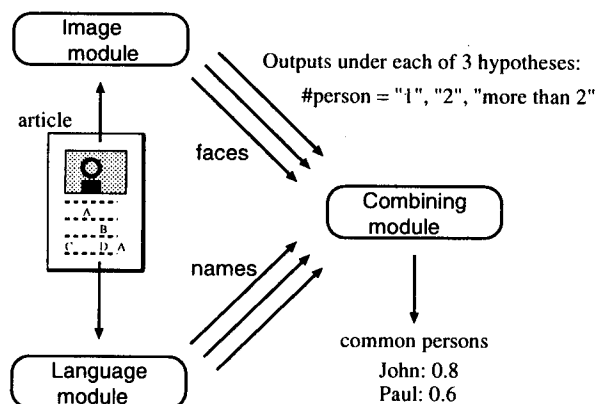 Image
module
Outputs under each of 3 hypotheses:
#person = "1", "2", "more than 2"
article
faces
A
B
C D A
Combining
module
names
common persons
John: 0.8
Paul: 0.6
Language
module